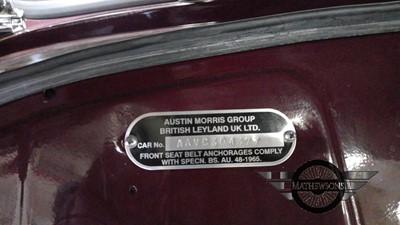 AUSTIN MORRIS GROUP
BRITISH LEYLAND UK LTD.
CAR No.
FRONT SEAT BELT ANCHORAGES COMPLY
WITH SPECN. BS. AU. 48-1965.
MATHEWSONS